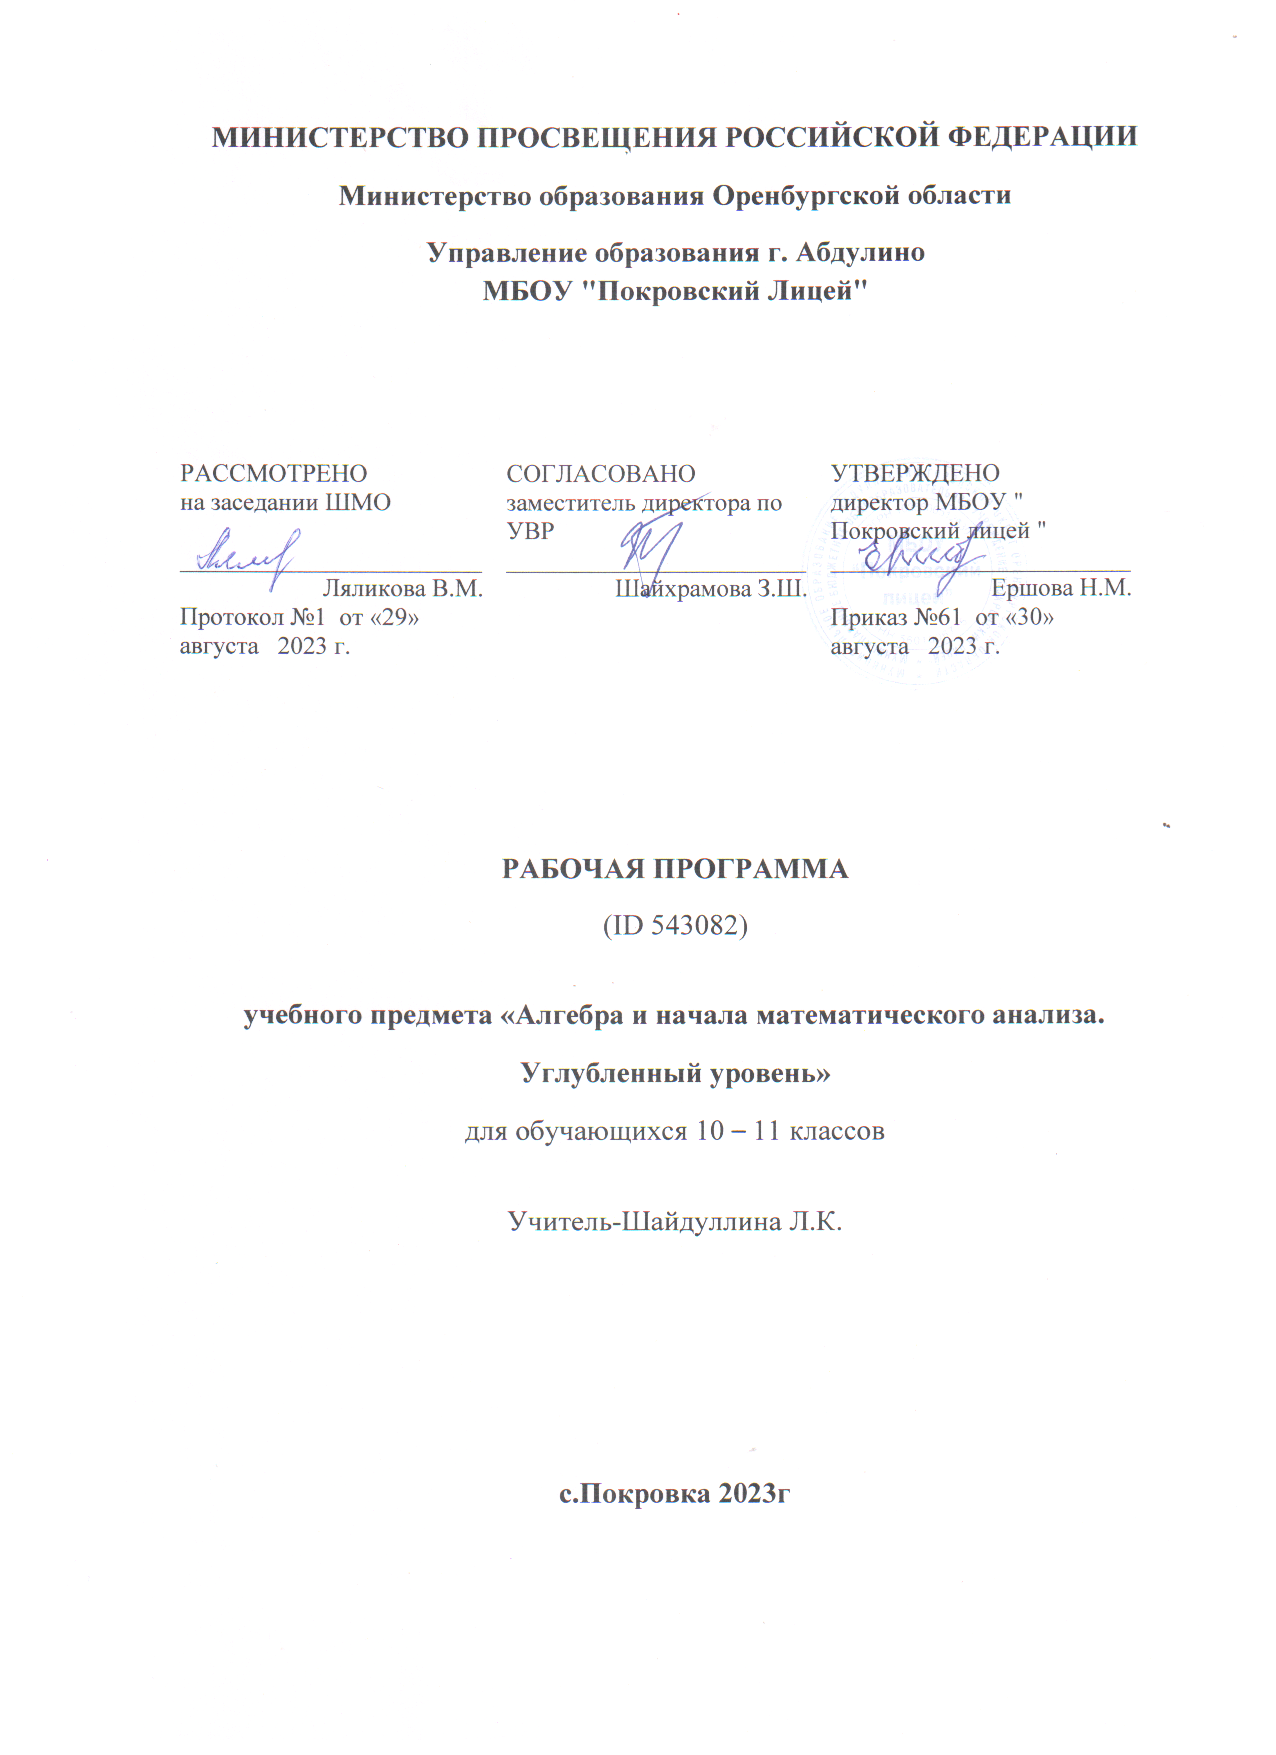 МИНИСТЕРСТВО ПРОСВЕЩЕНИЯ РОССИЙСКОЙ ФЕДЕРАЦИИ
Министерство образования Оренбургской области
Управление образования г. Абдулино
МБОУ "Покровский Лицей"
РАССМОТРЕНО
на заседании ШМО
Ляликова В.М.
Протокол №1 от «29»
августа 2023 г.
СОГЛАСОВАНО
заместитель директора по
УВР
Шайхрамова З.Ш.
УТВЕРЖДЕНО
директор МБОУ "
Покровский лицей "
Ершова Н.М.
Приказ №61 от «30»
августа 2023 г.
РАБОЧАЯ ПРОГРАММА
(ID 543082)
учебного предмета «Алгебра и начала математического анализа.
Углубленный уровень»
для обучающихся 10 – 11 классов
Учитель-Шайдуллина Л.К.
с.Покровка 2023г